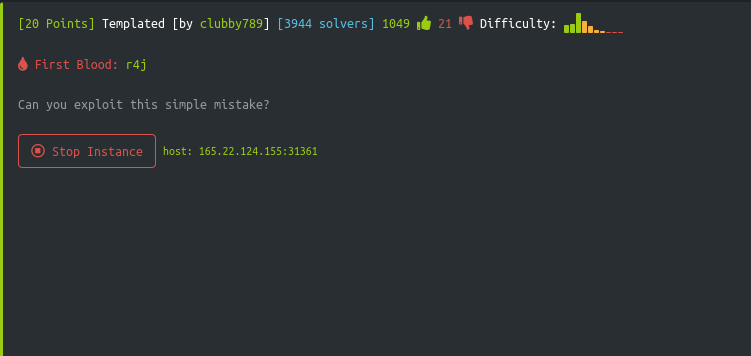 [20 Points] Templated [by clubby789] [3944 solvers] 1049 21 Difficulty:
First Blood: r4j
Can you exploit this simple mistake?
Stop Instance host: 165.22.124.155:31361